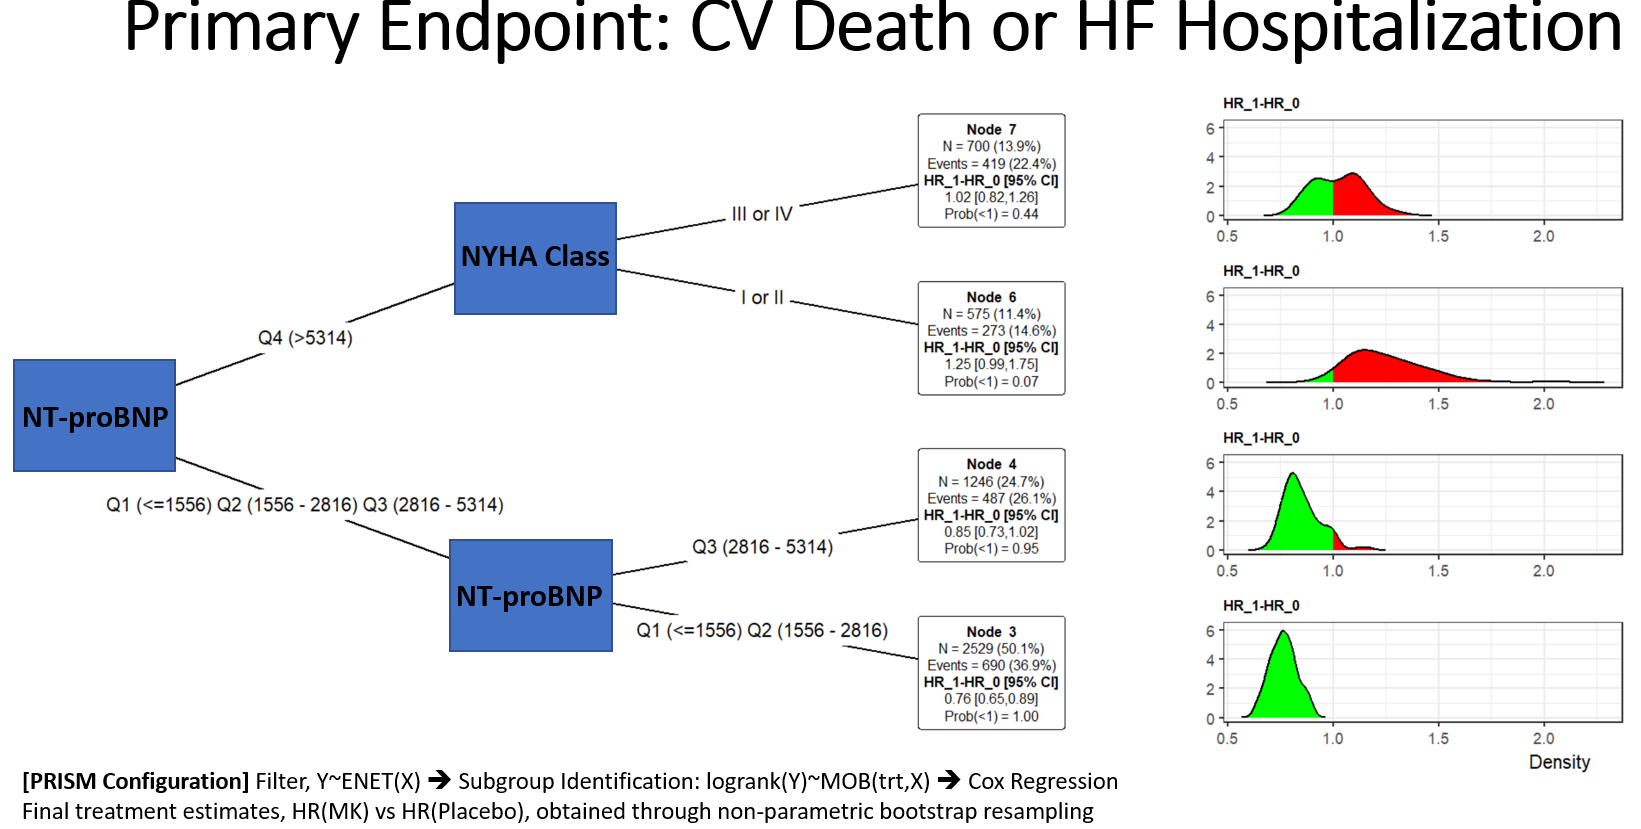 Primary Endpoint: CV Death or HF Hospitalization
NT-proBNP
Q4 (>5314)
Q1 (<=1556) Q2 (1556 - 2816) Q3 (2816 - 5314)
NYHA Class
III or IV
I or II
NT-proBNP
Q3 (2816 - 5314)
Q1 (<=1556) Q2 (1556 - 2816)
Node 7
N = 700 (13.9%)
Events = 419 (22.4%)
HR_1-HR_0 [95% CI]
1.02 [0.82,1.26]
Prob(<1) = 0.44
Node 6
N = 575 (11.4%)
Events = 273 (14.6%)
HR_1-HR_0 [95% CI]
1.25 [0.99,1.75]
Prob(<1) = 0.07
Node 4
N = 1246 (24.7%)
Events = 487 (26.1%)
HR_1-HR_0 [95% CI]
0.85 [0.73,1.02]
Prob(<1) = 0.95
Node 3
N = 2529 (50.1%)
Events = 690 (36.9%)
HR_1-HR_0 [95% CI]
0.76 [0.65,0.89]
Prob(<1) = 1.00
HR_1-HR_0
6
4
2
0
0.5 1.0 1.5 2.0
HR_1-HR_0
6
4
2
0
0.5 1.0 1.5 2.0
HR_1-HR_0
6
4
2
0
0.5 1.0 1.5 2.0
HR_1-HR_0
6
4
2
0
0.5 1.0 1.5 2.0
Density
[PRISM Configuration] Filter, Y~ENET(X) ➔ Subgroup Identification: logrank(Y)~MOB(trt,X) ➔ Cox Regression
Final treatment estimates, HR(MK) vs HR(Placebo), obtained through non-parametric bootstrap resampling